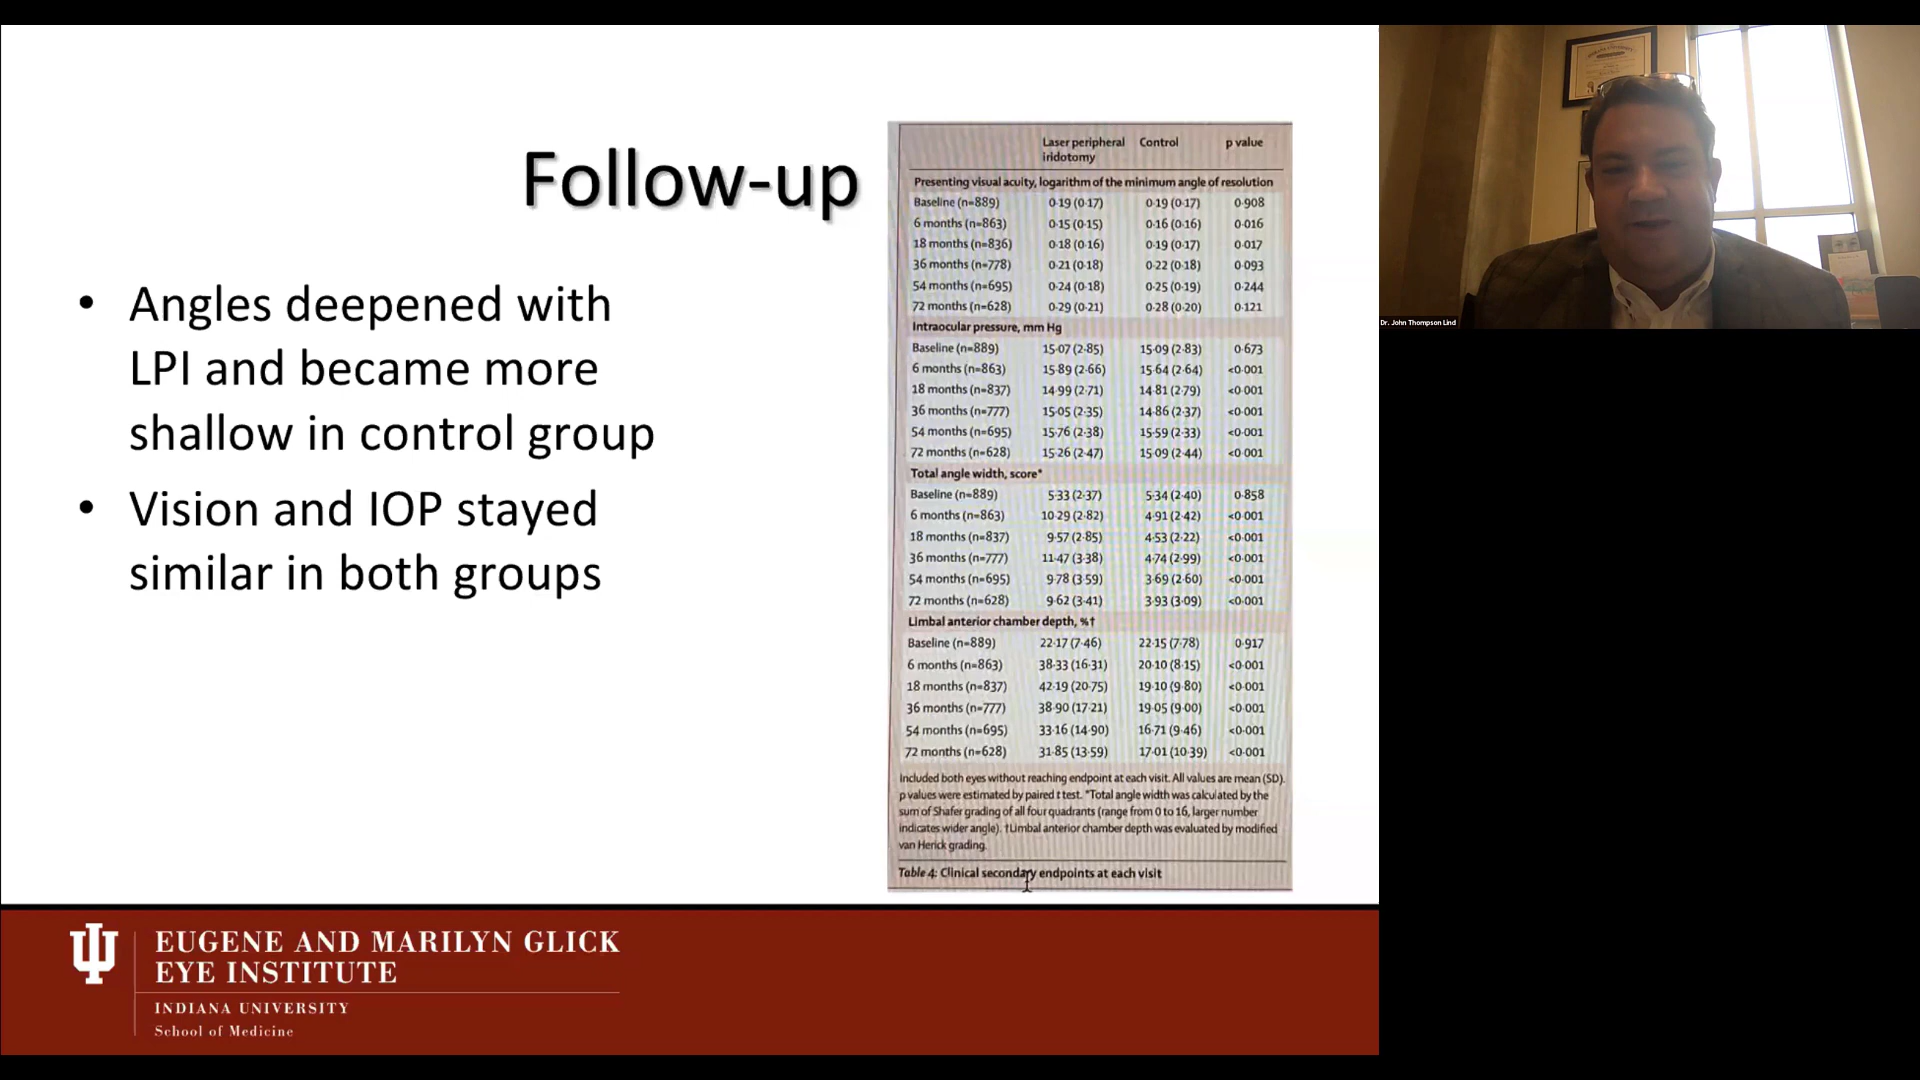 Follow-up
• Angles deepened with
LPI and became more
shallow in control group
• Vision and IOP stayed
similar in both groups
Laser peripheral Control p value
iridotomy
Presenting visual acuity, logarithm of the minimum angle of resolution
Baseline (n=889) 0·19 (0·17) 0·19 (0·17) 0·908
6 months (n=863) 0·15 (0·15) 0·16 (0·16) 0·016
18 months (n=836) 0·18 (0·16) 0·19 (0·17) 0·017
36 months (n=778) 0·21 (0·18) 0·22 (0·18) 0·093
54 months (n=695) 0·24 (0·18) 0·25 (0·19) 0·244
72 months (n=628) 0·29 (0·21) 0·28 (0·20) 0·121
Intraocular pressure, mm Hg
Baseline (n=889) 15·07 (2·85) 15·09 (2·83) 0·673
6 months (n=863) 15·89 (2·66) 15·64 (2·64) <0·001
18 months (n=837) 14·99 (2·71) 14·81 (2·79) <0·001
36 months (n=777) 15·05 (2·35) 14·86 (2·37) <0·001
54 months (n=695) 15·76 (2·38) 15·59 (2·33) <0·001
72 months (n=628) 15·26 (2·47) 15·09 (2·44) <0·001
Total angle width, score*
Baseline (n=889) 5·33 (2·37) 5·34 (2·40) 0·858
6 months (n=863) 10·29 (2·82) 4·91 (2·42) <0·001
18 months (n=837) 9·57 (2·85) 4·53 (2·22) <0·001
36 months (n=777) 11·47 (3·38) 4·74 (2·99) <0·001
54 months (n=695) 9·78 (3·59) 3·69 (2·60) <0·001
72 months (n=628) 9·62 (3·41) 3·93 (3·09) <0·001
Limbal anterior chamber depth, %†
Baseline (n=889) 22·17 (7·46) 22·15 (7·78) 0·917
6 months (n=863) 38·33 (16·31) 20·10 (8·15) <0·001
18 months (n=837) 42·19 (20·75) 19·10 (9·80) <0·001
36 months (n=777) 38·90 (17·21) 19·05 (9·00) <0·001
54 months (n=695) 33·16 (14·90) 16·71 (9·46) <0·001
72 months (n=628) 31·85 (13·59) 17·01 (10·39) <0·001
Included both eyes without reaching endpoint at each visit. All values are mean (SD).
p values were estimated by paired t test. *Total angle width was calculated by the
sum of Shafer grading of all four quadrants (range from 0 to 16, larger number
indicates wider angle). †Limbal anterior chamber depth was evaluated by modified
van Herick grading.
Table 4: Clinical secondary endpoints at each visit
EUGENE AND MARILYN GLICK
EYE INSTITUTE
INDIANA UNIVERSITY
School of Medicine
Dr. John Thompson Lind